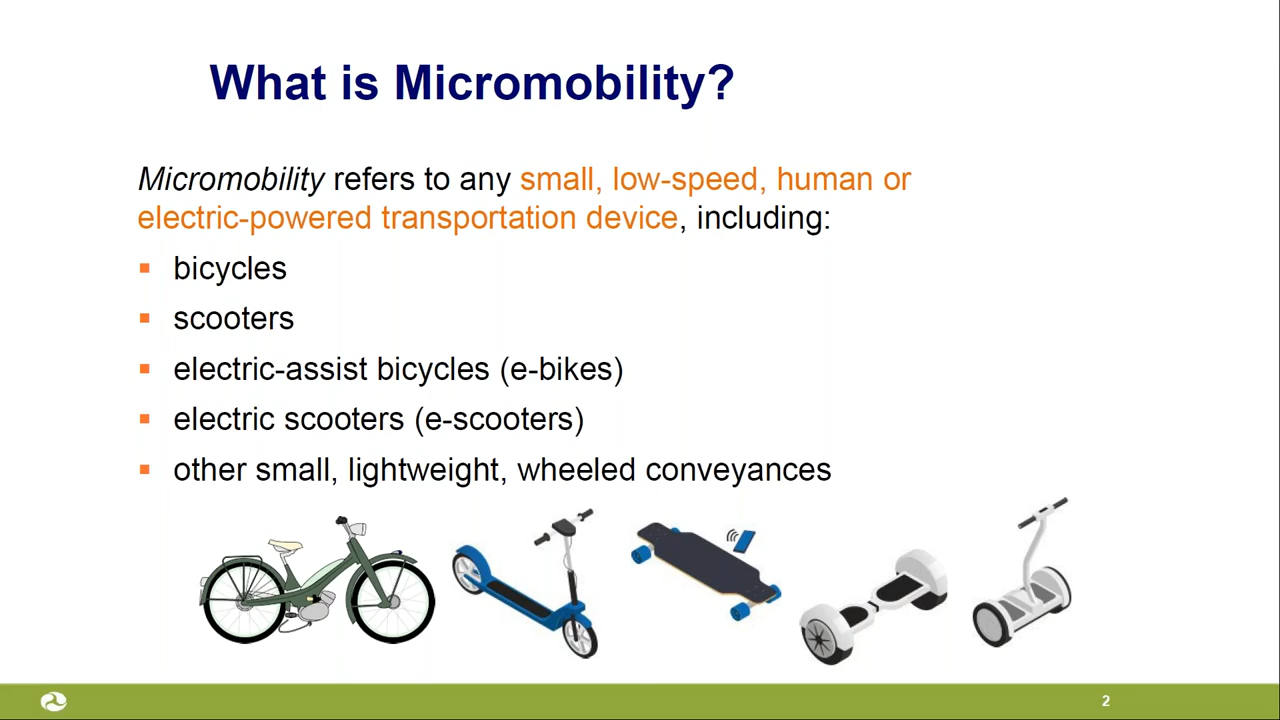 What is Micromobility?
Micromobility refers to any small, low-speed, human or
electric-powered transportation device, including:
bicycles
scooters
electric-assist bicycles (e-bikes)
electric scooters (e-scooters)
other small, lightweight, wheeled conveyances
2